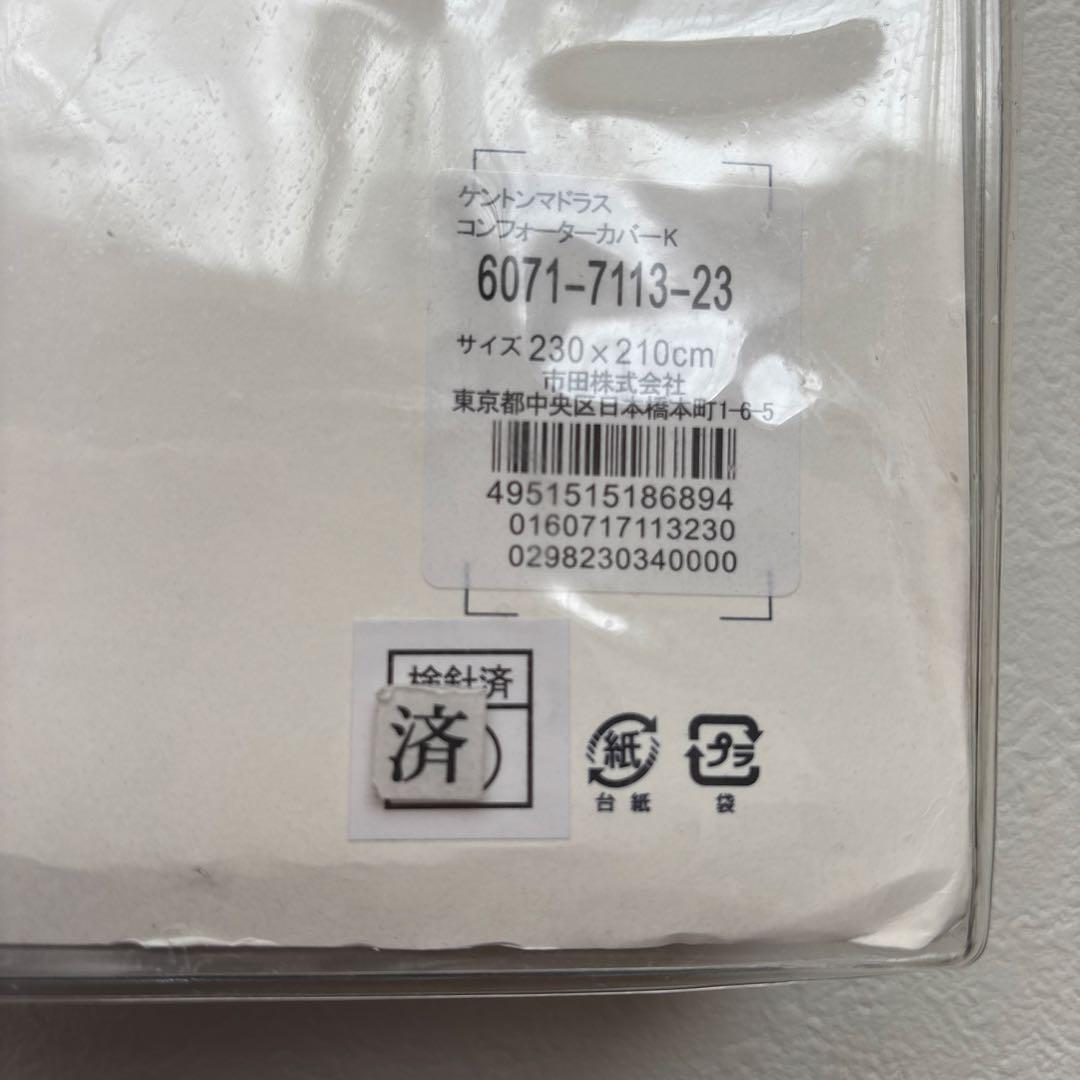 ケントンマドラス
コンフォーターカバーK
6071-7113-23
サイズ 230×210cm
市田株式会社
東京都中央区日本橋本町1-6-5
4951515186894
0160717113230
0298230340000
検針済
済
紙
台紙
プラ
袋